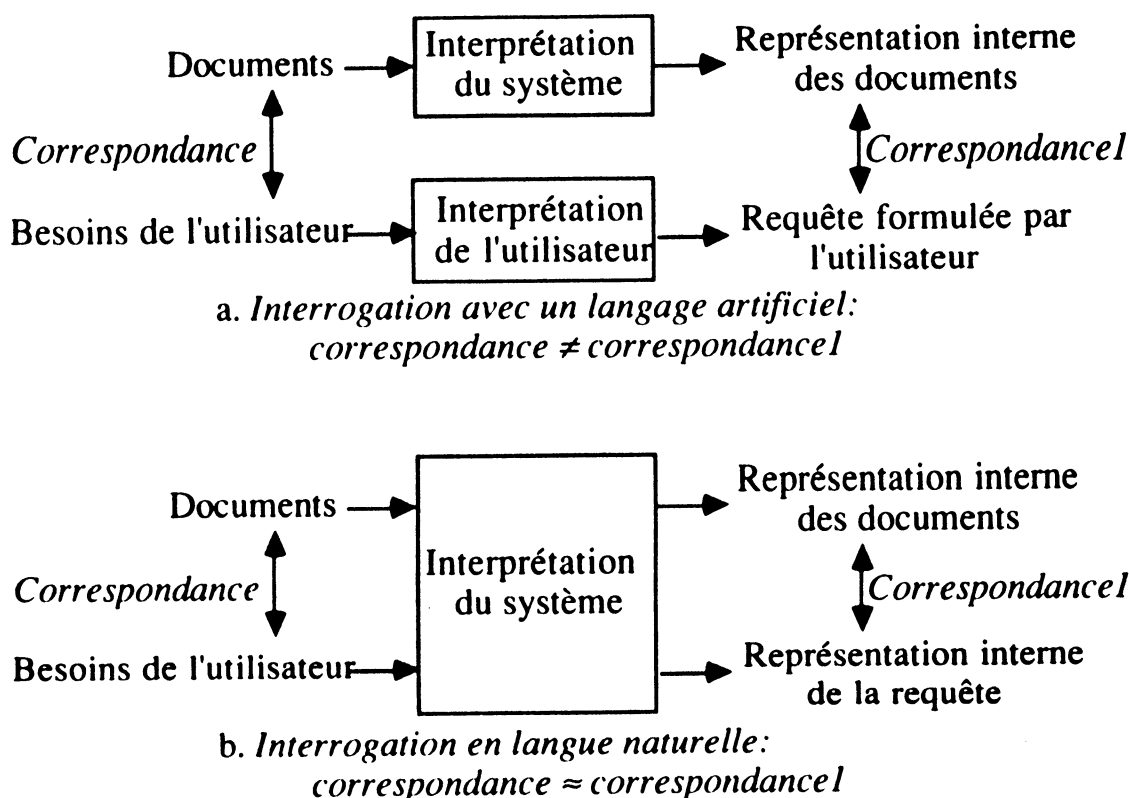 Documents
Interprétation
du système
Représentation interne
des documents
Correspondance
Correspondance1
Besoins de l'utilisateur
Interprétation
de l'utilisateur
Requête formulée par
l'utilisateur
a. Interrogation avec un langage artificiel:
correspondance ≠ correspondance1
Documents
Interprétation
du système
Représentation interne
des documents
Correspondance
Correspondance1
Besoins de l'utilisateur
Représentation interne
de la requête
b. Interrogation en langue naturelle:
correspondance ≈ correspondance1